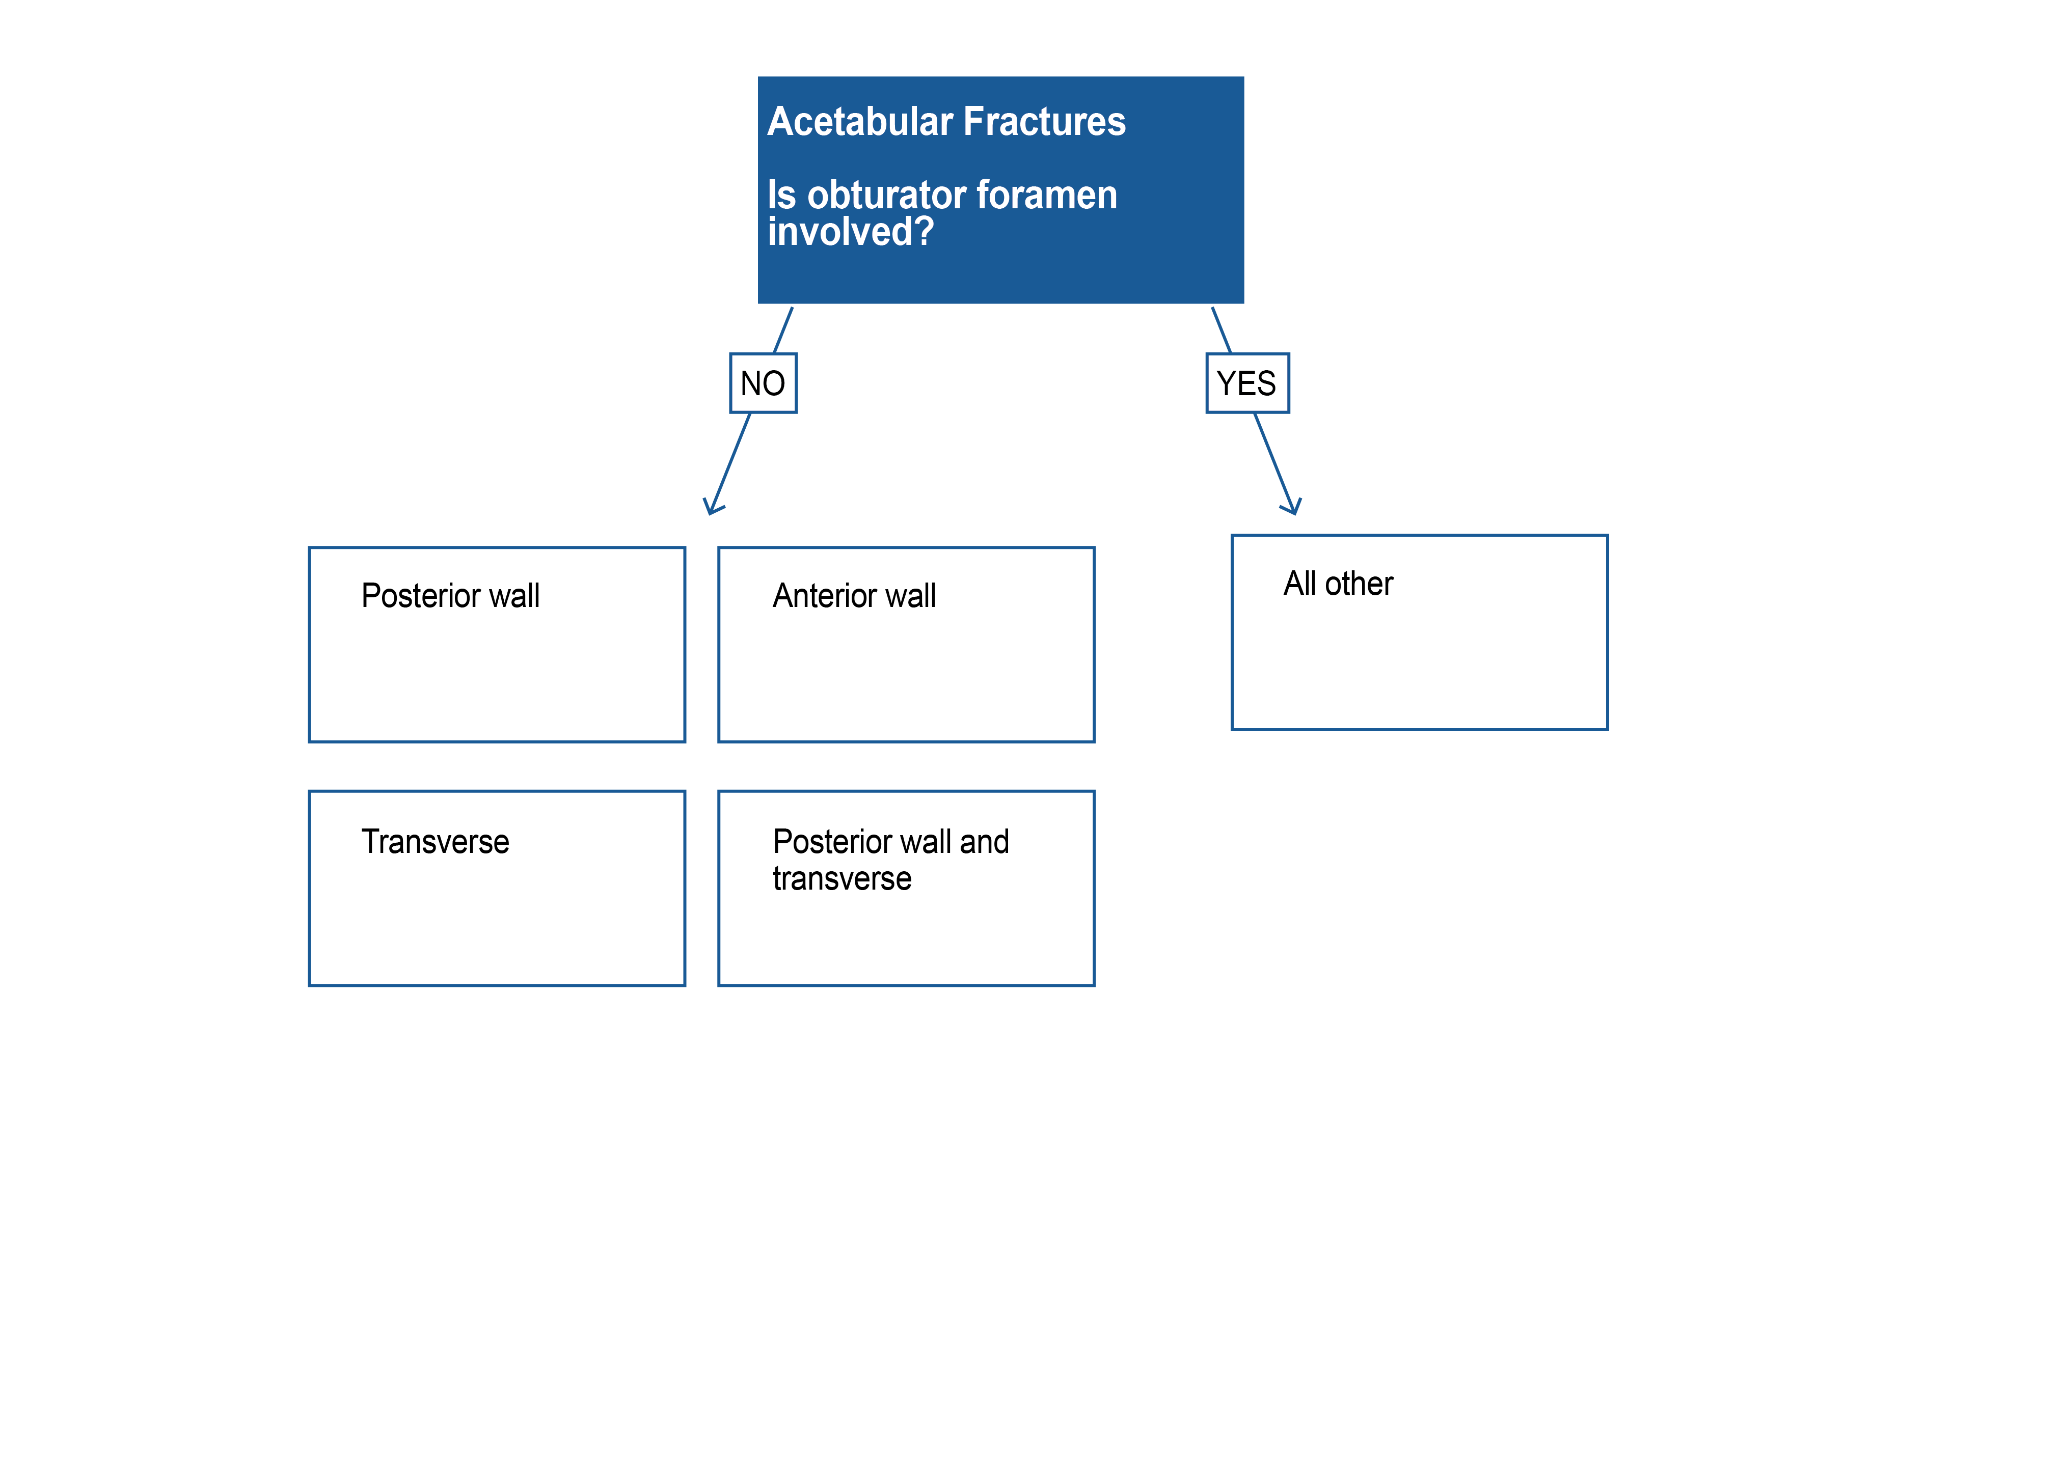 Acetabular Fractures
Is obturator foramen
involved?
NO
YES
Posterior wall
Anterior wall
All other
Transverse
Posterior wall and
transverse